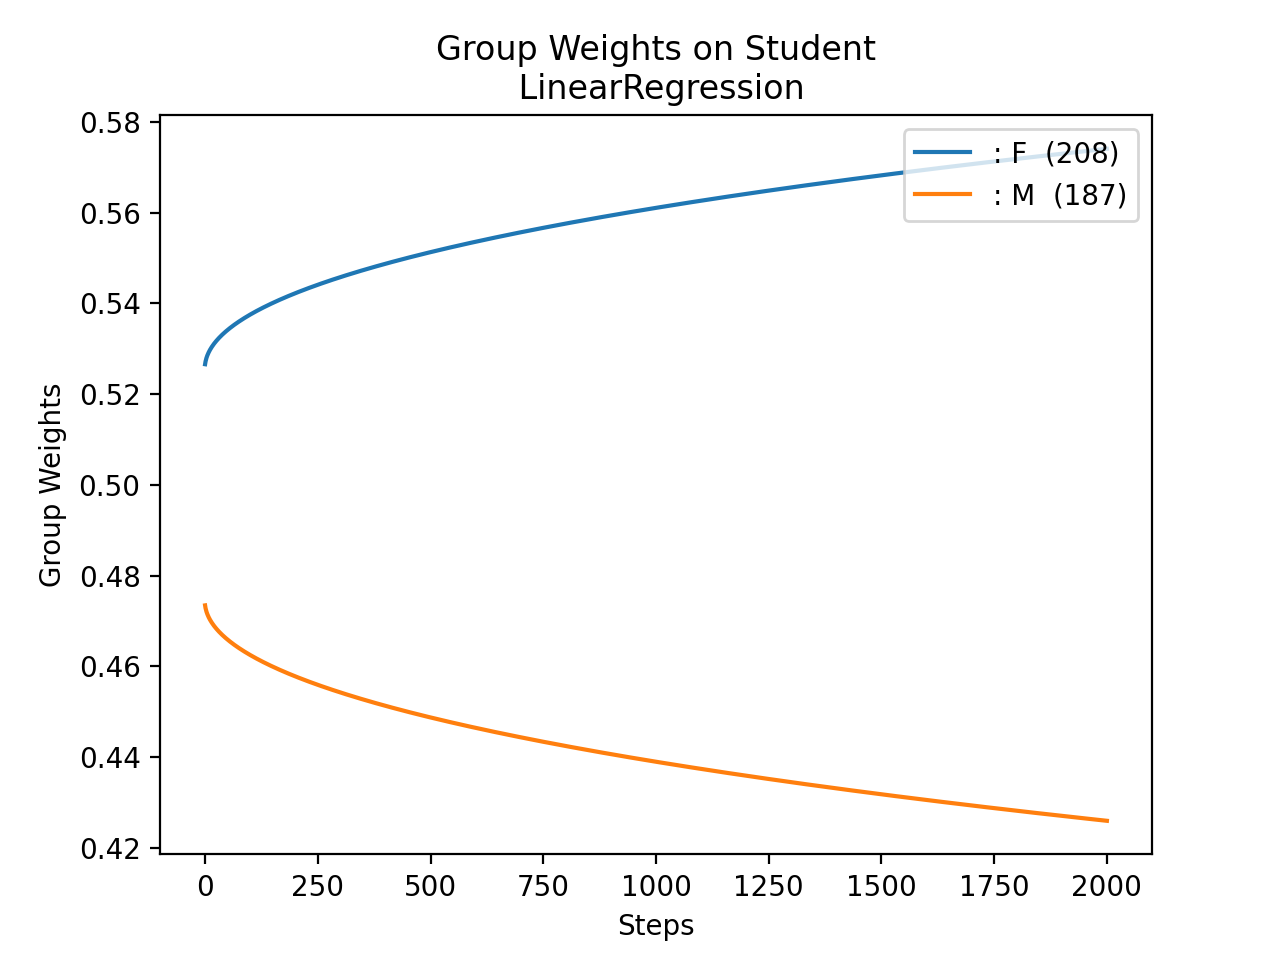 Group Weights on Student
LinearRegression
0.58
0.56
0.54
0.52
0.50
0.48
0.46
0.44
0.42
Group Weights
: F (208)
: M (187)
0 250 500 750 1000 1250 1500 1750 2000
Steps